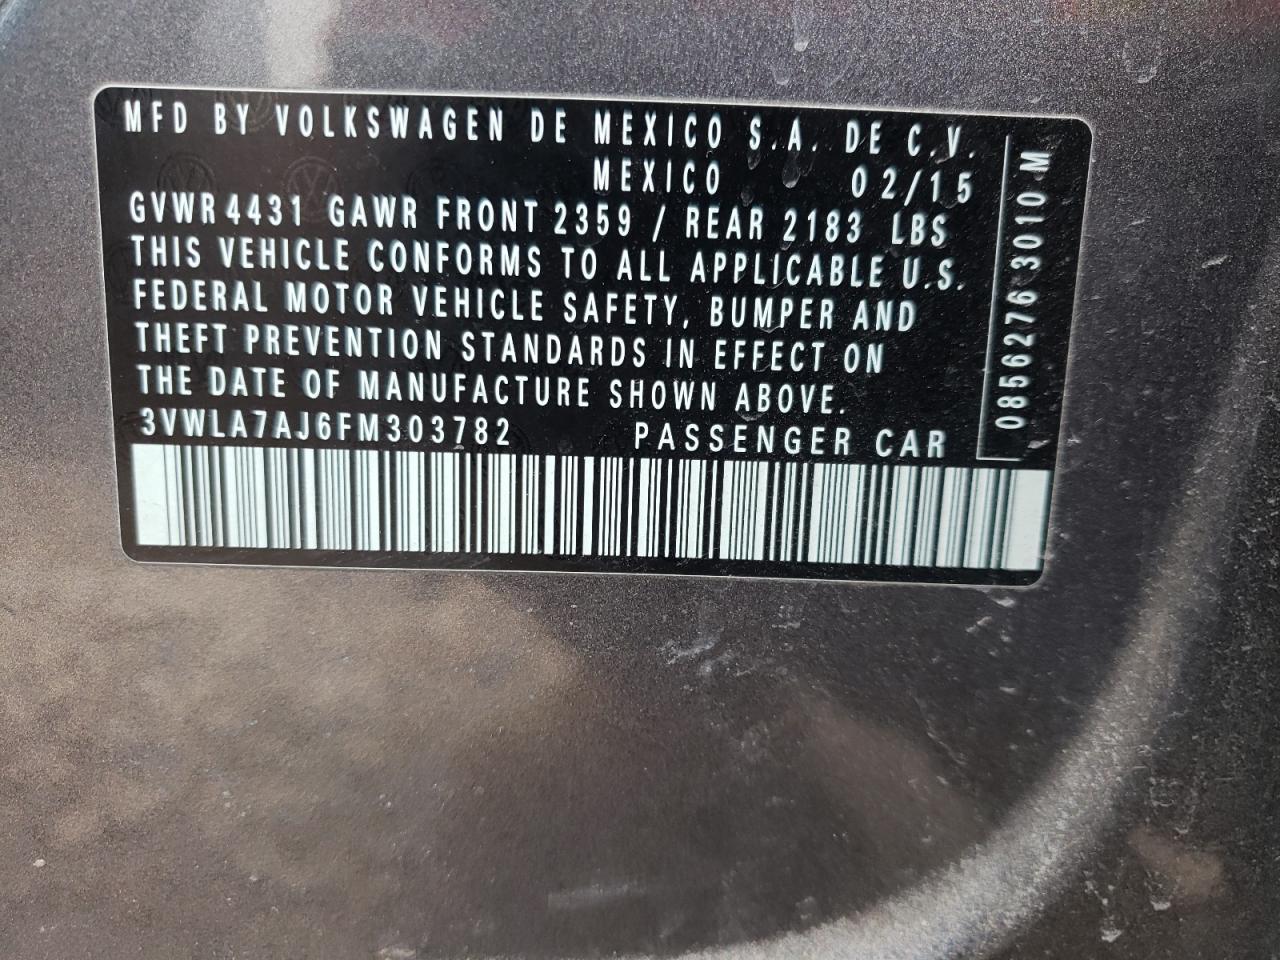 MFD BY VOLKSWAGEN DE MEXICO S.A. DE C.V.
MEXICO 02/15
GVWR 4431 GAWR FRONT 2359 / REAR 2183 LBS
THIS VEHICLE CONFORMS TO ALL APPLICABLE U.S.
FEDERAL MOTOR VEHICLE SAFETY, BUMPER AND
THEFT PREVENTION STANDARDS IN EFFECT ON
THE DATE OF MANUFACTURE SHOWN ABOVE.
3VWLA7AJ6FM303782 PASSENGER CAR
0856276 3010 M